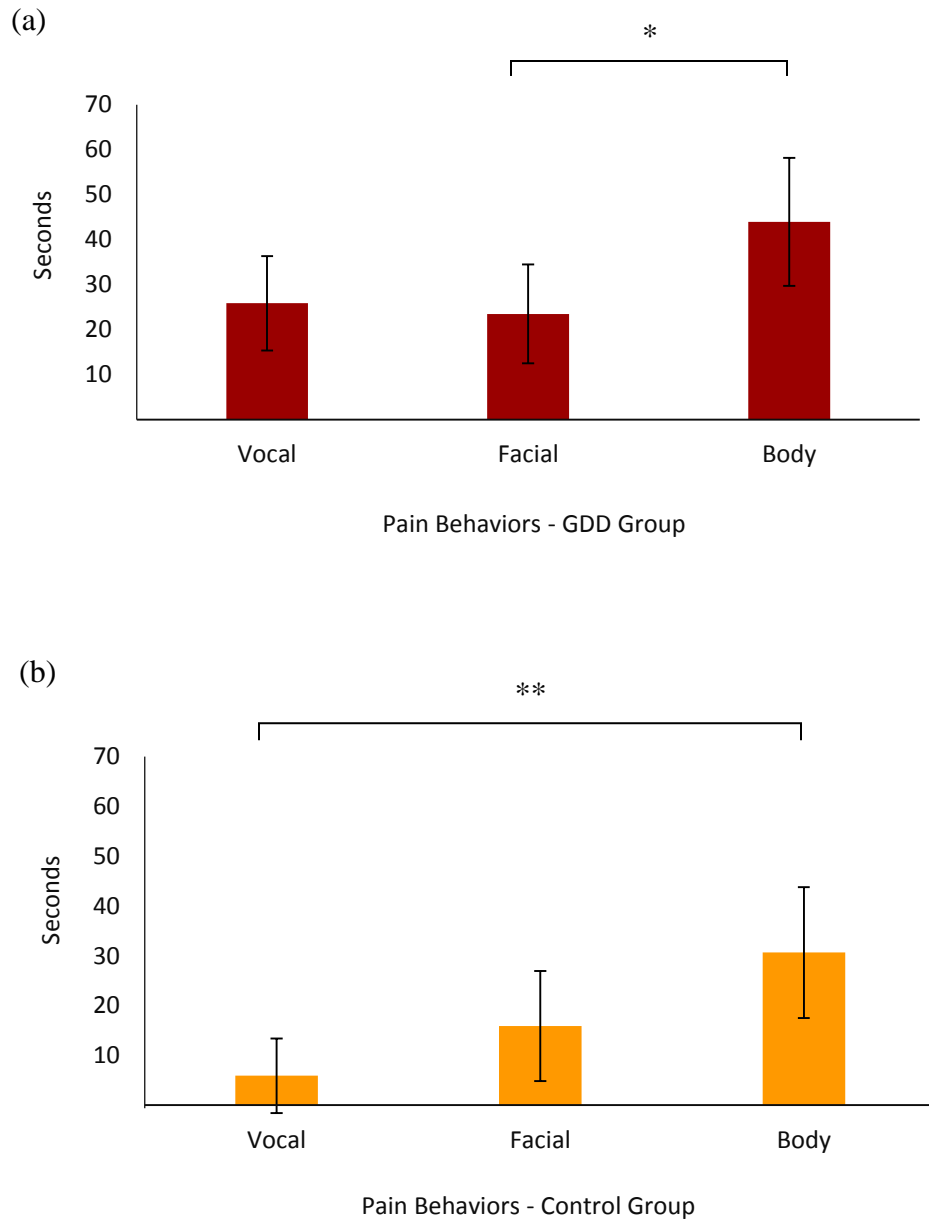 (a)
*
70
60
50
40
30
20
10
Seconds
Vocal Facial Body
Pain Behaviors - GDD Group
(b)
**
70
60
50
40
30
20
10
Seconds
Vocal Facial Body
Pain Behaviors - Control Group